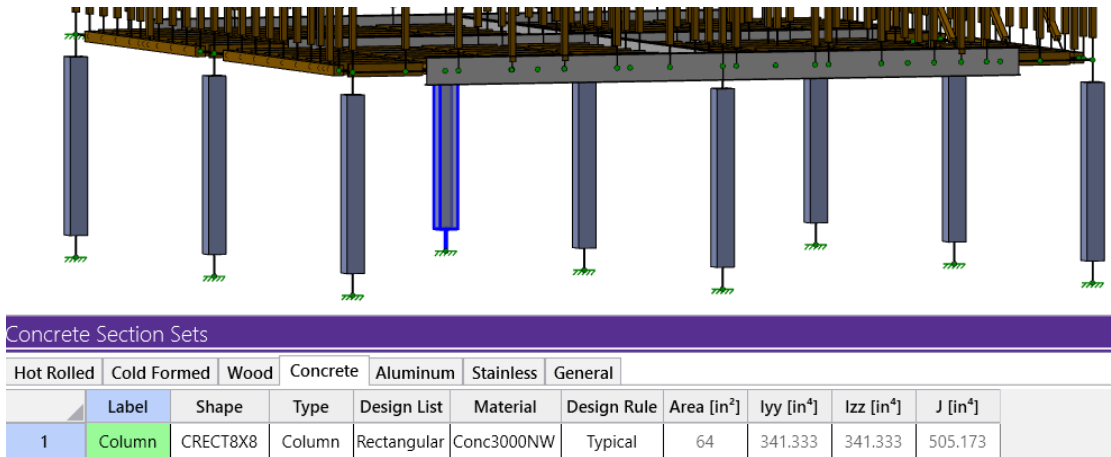 Concrete Section Sets
Hot Rolled Cold Formed Wood Concrete Aluminum Stainless General
Label Shape Type Design List Material Design Rule Area [in²] Iyy [in⁴] Izz [in⁴] J [in⁴]
1 Column CRECT8X8 Column Rectangular Conc3000NW Typical 64 341.333 341.333 505.173